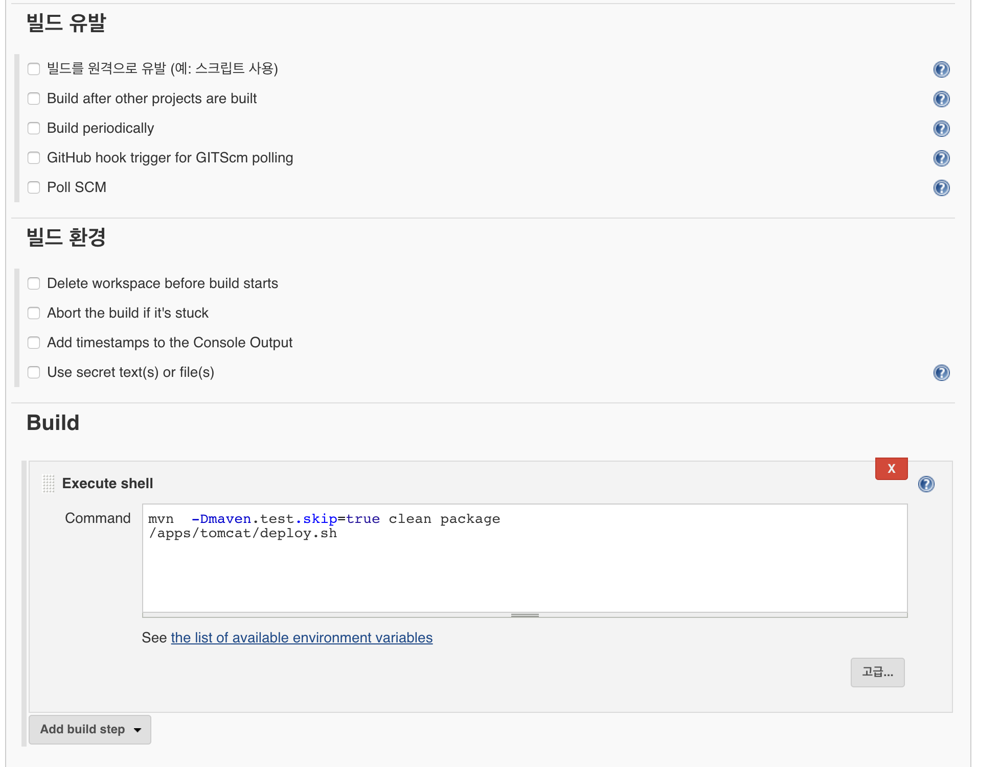 빌드 유발
빌드를 원격으로 유발 (예: 스크립트 사용)
Build after other projects are built
Build periodically
GitHub hook trigger for GITScm polling
Poll SCM
빌드 환경
Delete workspace before build starts
Abort the build if it's stuck
Add timestamps to the Console Output
Use secret text(s) or file(s)
Build
X
Execute shell
Command
mvn  -Dmaven.test.skip=true clean package
/apps/tomcat/deploy.sh
See the list of available environment variables
고급...
Add build step